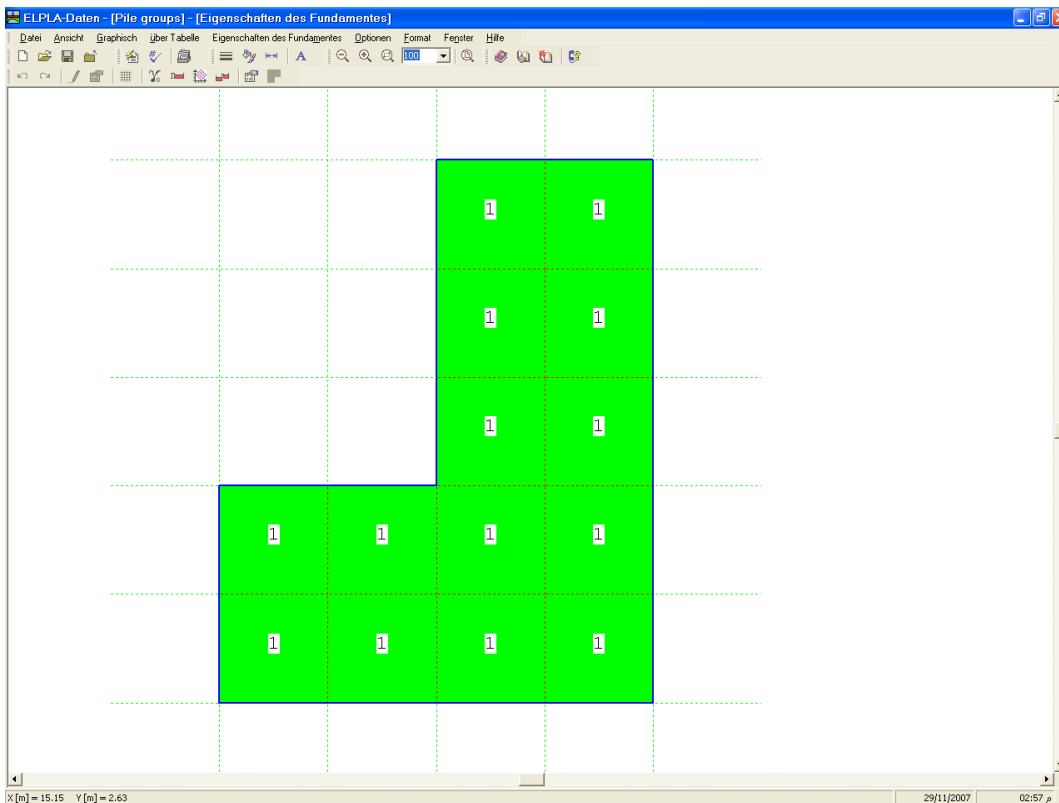 ELPLA-Daten - [Pile groups] - [Eigenschaften des Fundamentes]
Datei Ansicht Graphisch über Tabelle Eigenschaften des Fundamentes Optionen Format Fenster Hilfe
A 100
1 1
1 1
1 1
1 1 1 1
1 1 1 1
X [m] = 15.15 Y [m] = 2.63 29/11/2007 02:57 م